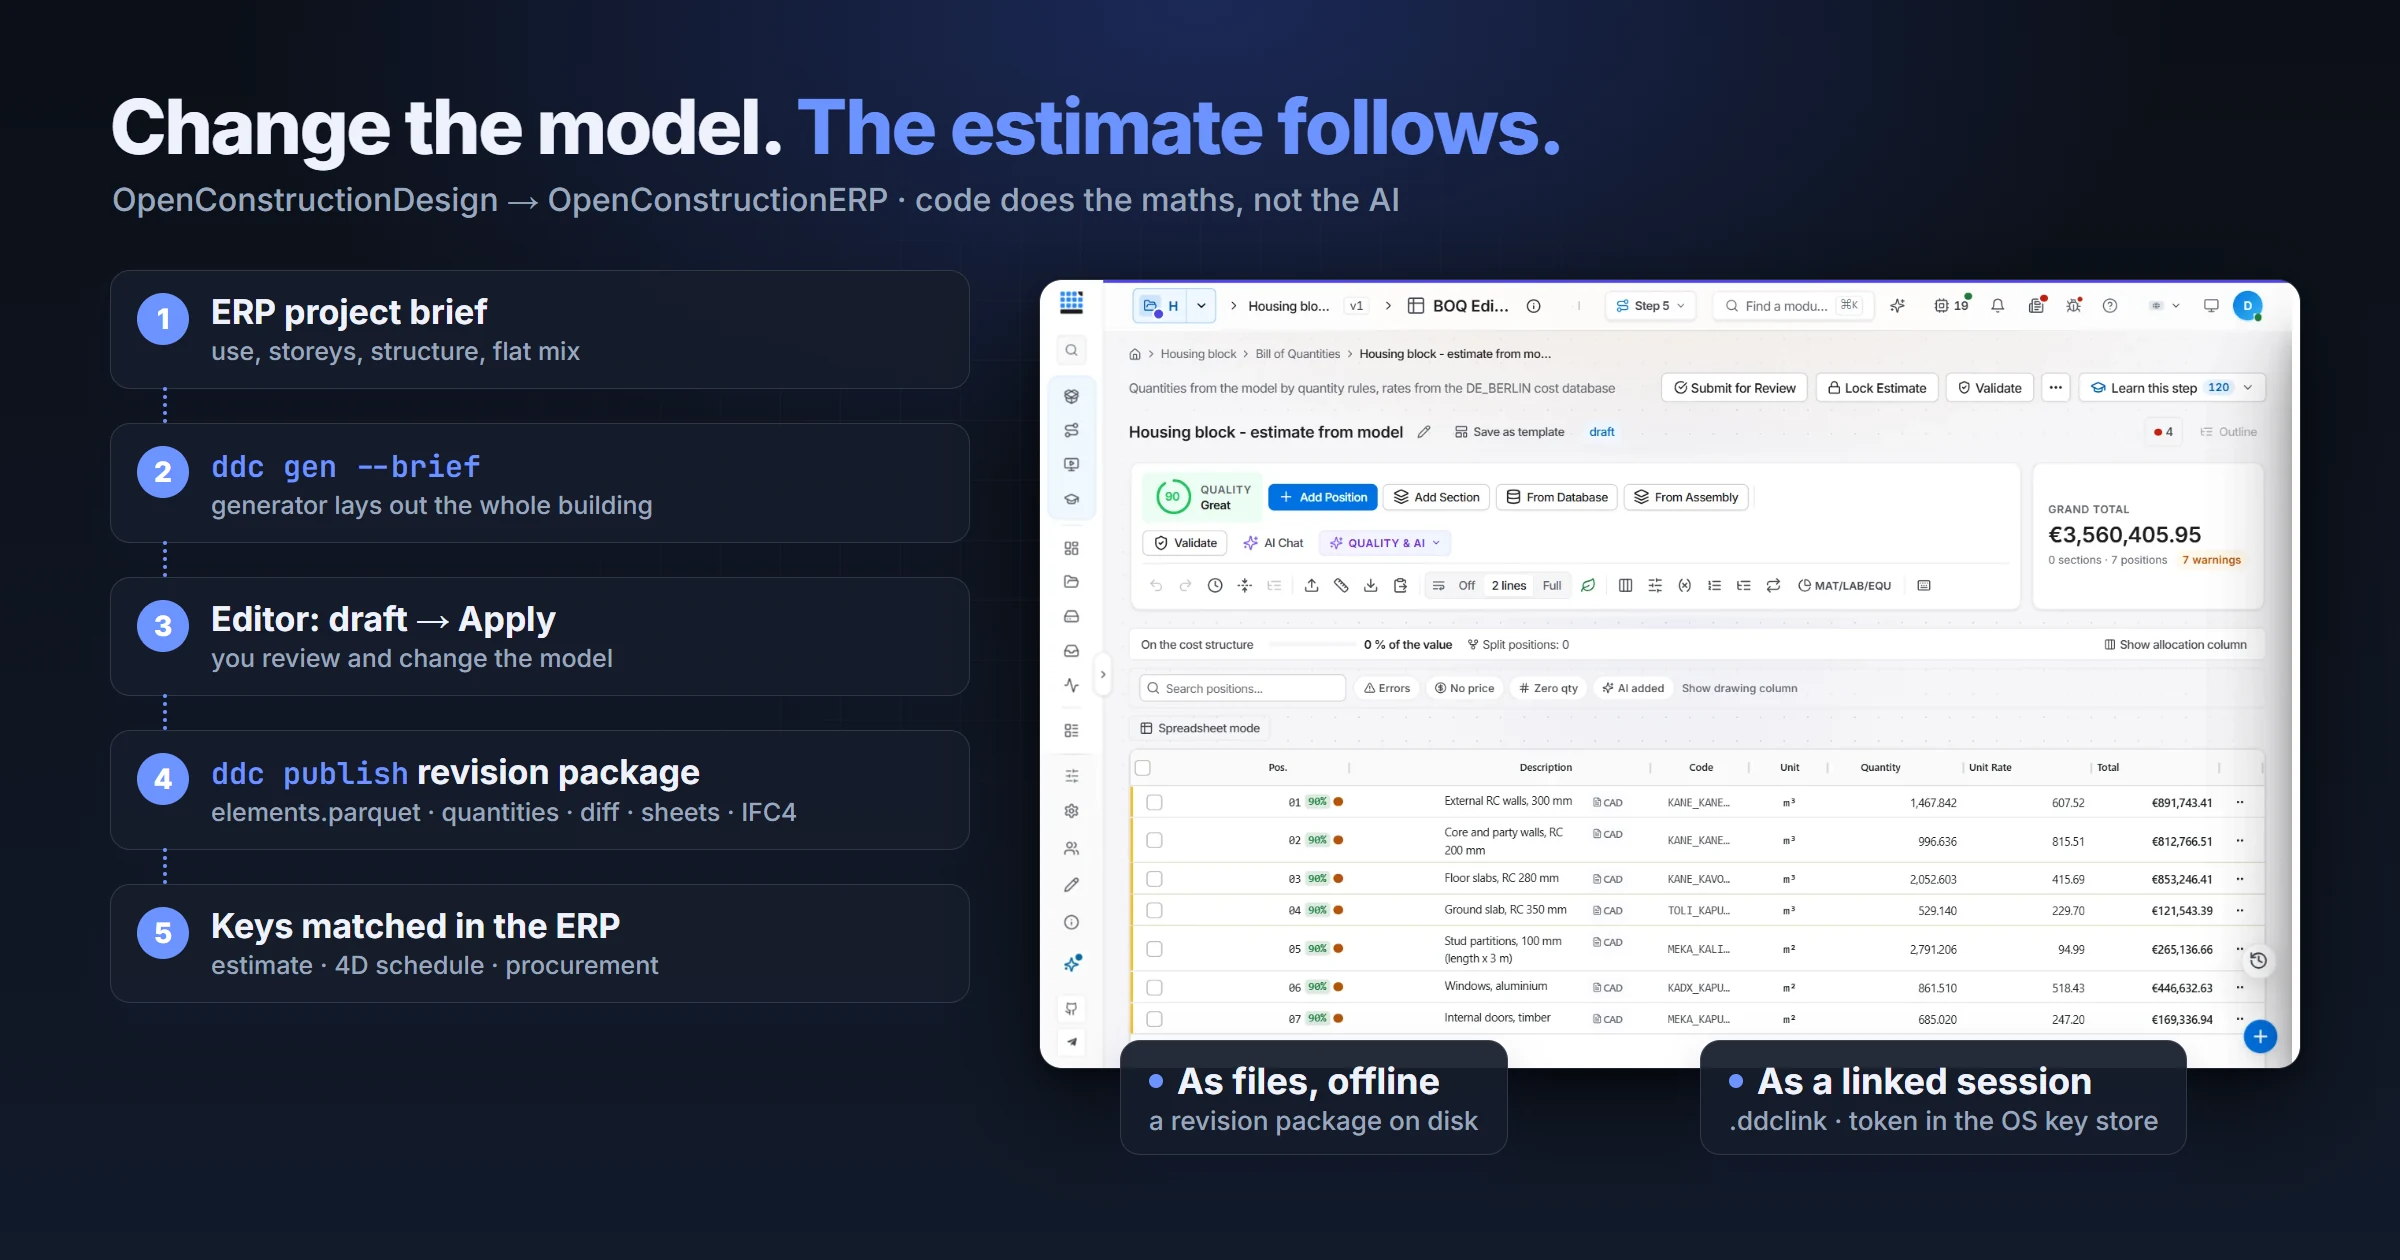 Change the model. The estimate follows.
OpenConstructionDesign → OpenConstructionERP · code does the maths, not the AI
1 ERP project brief
use, storeys, structure, flat mix
2 ddc gen --brief
generator lays out the whole building
3 Editor: draft → Apply
you review and change the model
4 ddc publish revision package
elements.parquet · quantities · diff · sheets · IFC4
5 Keys matched in the ERP
estimate · 4D schedule · procurement
H > Housing blo... v1 > BOQ Edi... Step 5 Find a modu... ⌘K 19 D
> Housing block > Bill of Quantities > Housing block - estimate from mo...
Quantities from the model by quantity rules, rates from the DE_BERLIN cost database Submit for Review Lock Estimate Validate ... Learn this step 120
Housing block - estimate from model Save as template draft 4 Outline
90 QUALITY Great + Add Position Add Section From Database From Assembly
Validate AI Chat QUALITY & AI
Off 2 lines Full (x) MAT/LAB/EQU
GRAND TOTAL
€3,560,405.95
0 sections · 7 positions 7 warnings
On the cost structure 0 % of the value Split positions: 0 Show allocation column
Search positions... Errors No price # Zero qty AI added Show drawing column
Spreadsheet mode
Pos. Description Code Unit Quantity Unit Rate Total
01 90% External RC walls, 300 mm CAD KANE_KANE... m³ 1,467.842 607.52 €891,743.41
02 90% Core and party walls, RC 200 mm CAD KANE_KANE... m³ 996.636 815.51 €812,766.51
03 90% Floor slabs, RC 280 mm CAD KANE_KAVO... m³ 2,052.603 415.69 €853,246.41
04 90% Ground slab, RC 350 mm CAD TOLI_KAPU... m³ 529.140 229.70 €121,543.39
05 90% Stud partitions, 100 mm (length x 3 m) CAD MEKA_KALI... m² 2,791.206 94.99 €265,136.66
06 90% Windows, aluminium CAD KADX_KAPU... m² 861.510 518.43 €446,632.63
07 90% Internal doors, timber CAD MEKA_KAPU... m² 685.020 247.20 €169,336.94
As files, offline
a revision package on disk
As a linked session
.ddclink · token in the OS key store